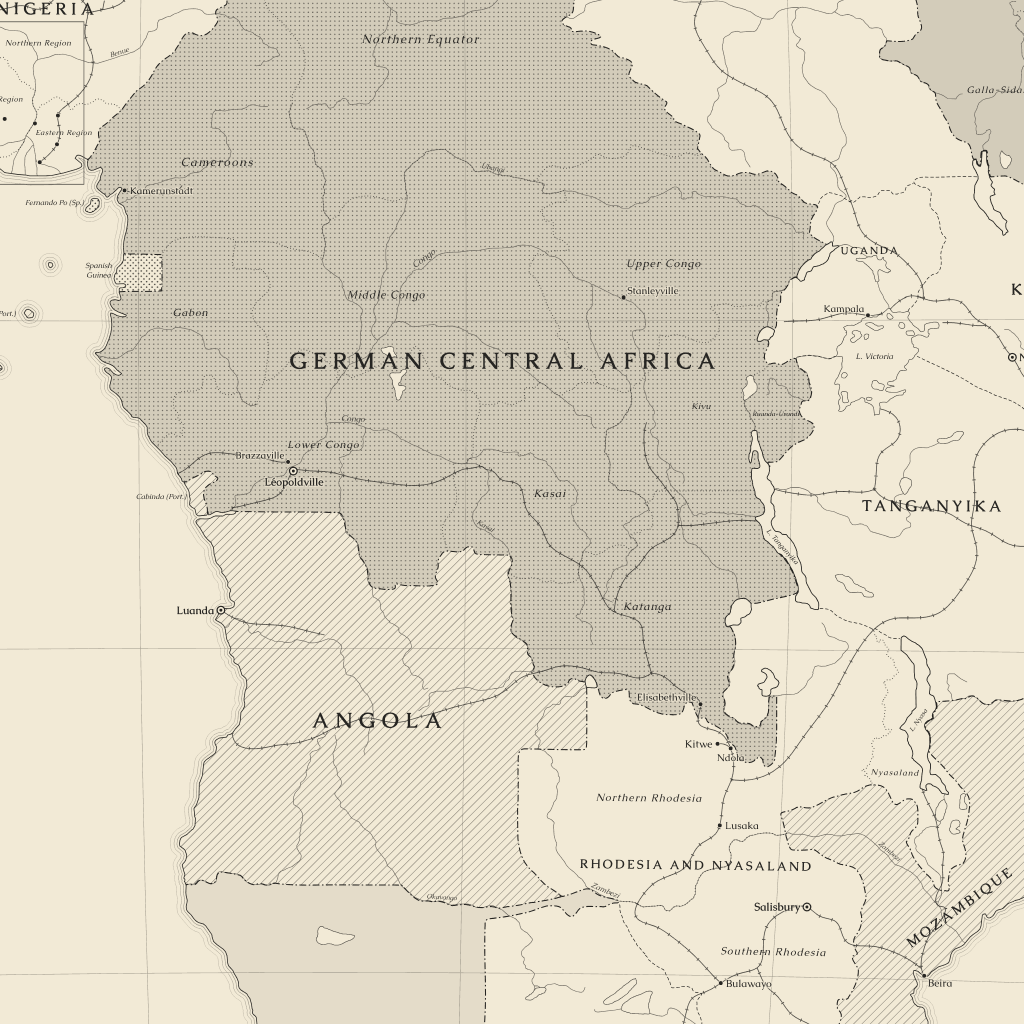 NIGERIA
Northern Region
Benue
Region
Eastern Region
Northern Equator
Galla-Sida
Cameroons
Ubangi
Kamerunstadt
Fernando Po (Sp.)
UGANDA
Congo
Spanish
Guinea
Upper Congo
Stanleyville
Middle Congo
K
Port.)
Gabon
Kampala
GERMAN CENTRAL AFRICA
L. Victoria
N
Kivu
Ruanda-Urundi
Congo
Lower Congo
Brazzaville
Léopoldville
Cabinda (Port.)
Kasai
TANGANYIKA
Kasai
L. Tanganyika
Luanda
Katanga
Elisabethville
ANGOLA
L. Nyasa
Kitwe
Ndola
Nyasaland
Northern Rhodesia
Lusaka
Zambezi
RHODESIA AND NYASALAND
Zambezi
Okavango
Salisbury
MOZAMBIQUE
Southern Rhodesia
Bulawayo
Beira